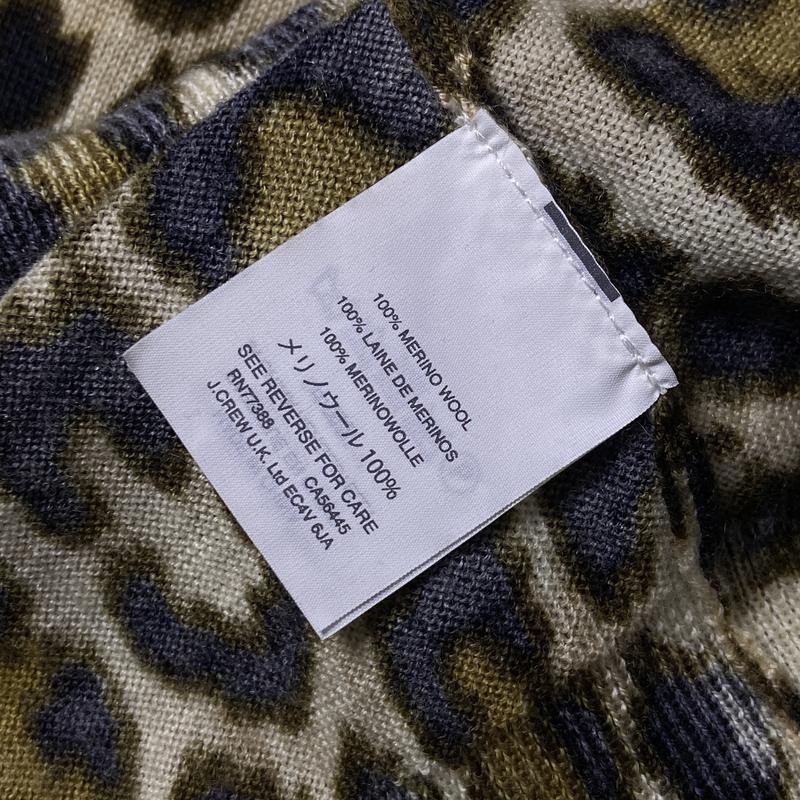 100% MERINO WOOL
100% LAINE DE MERINOS
100% MERINOWOLLE
メリノウール 100%
SEE REVERSE FOR CARE
RN77388 CA56445
J.CREW U.K. Ltd EC4V 6JA